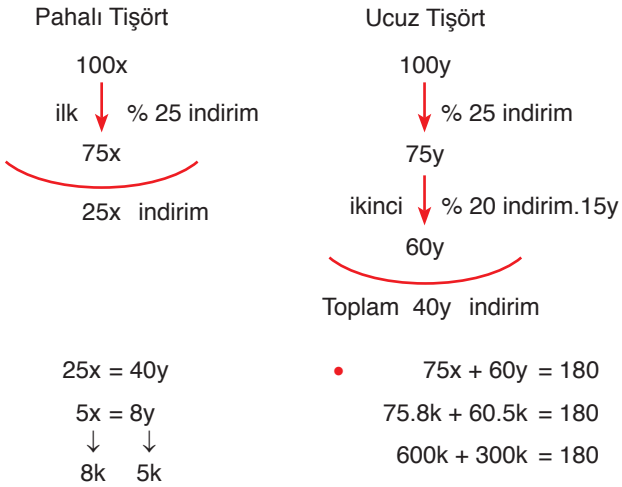 Pahalı Tişört
100x
ilk % 25 indirim
75x
25x indirim
Ucuz Tişört
100y
% 25 indirim
75y
ikinci % 20 indirim.15y
60y
Toplam 40y indirim
25x = 40y
5x = 8y
↓ ↓
8k 5k
• 75x + 60y = 180
75.8k + 60.5k = 180
600k + 300k = 180